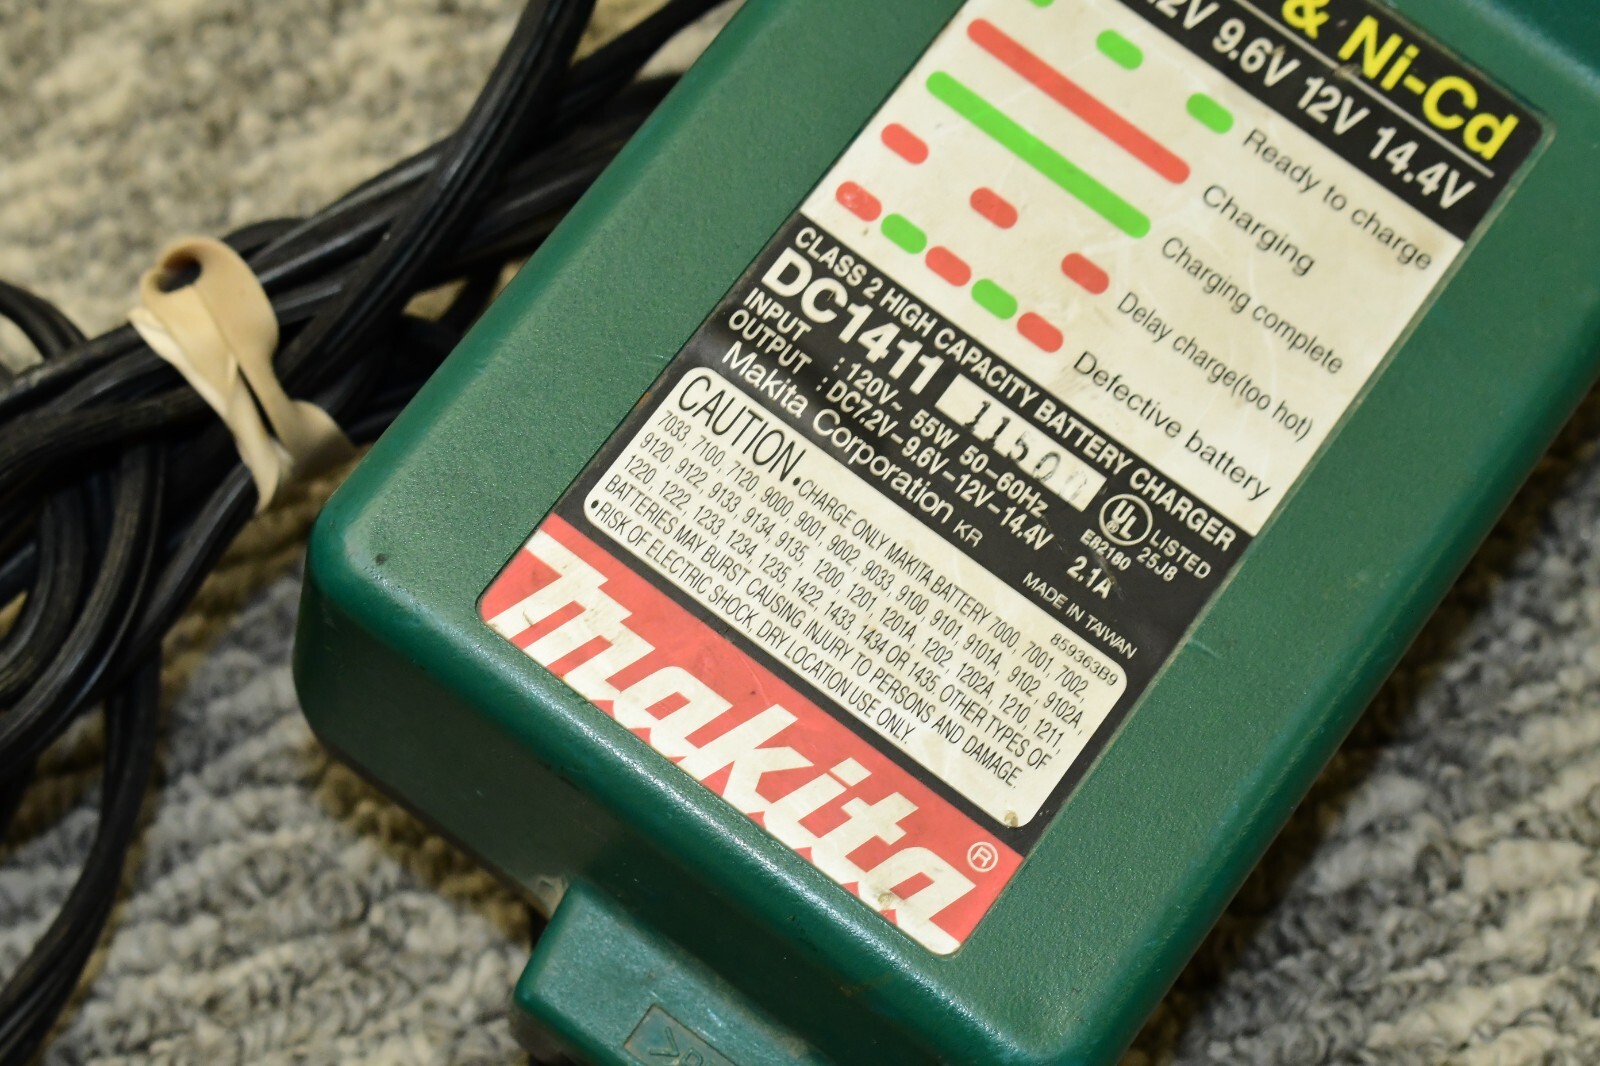 & Ni-Cd
9.6V 12V 14.4V
Ready to charge
Charging
Charging complete
Delay charge(too hot)
Defective battery
CLASS 2 HIGH CAPACITY BATTERY CHARGER
DC1411
INPUT : 120V~ 55W 50-60Hz
OUTPUT : DC7.2V-9.6V-12V-14.4V 2.1A
Makita Corporation KR
UL
LISTED
25J8
E82180
MADE IN TAIWAN
859363B9
CAUTION •CHARGE ONLY MAKITA BATTERY 7000, 7001, 7002,
7033, 7100, 7120, 9000, 9001, 9002, 9033, 9100, 9101, 9101A, 9102, 9102A,
9120, 9122, 9133, 9134, 9135, 1200, 1201, 1201A, 1202, 1202A, 1210, 1211,
1220, 1222, 1233, 1234, 1235, 1422, 1433, 1434 OR 1435. OTHER TYPES OF
BATTERIES MAY BURST CAUSING INJURY TO PERSONS AND DAMAGE.
•RISK OF ELECTRIC SHOCK. DRY LOCATION USE ONLY.
makita®